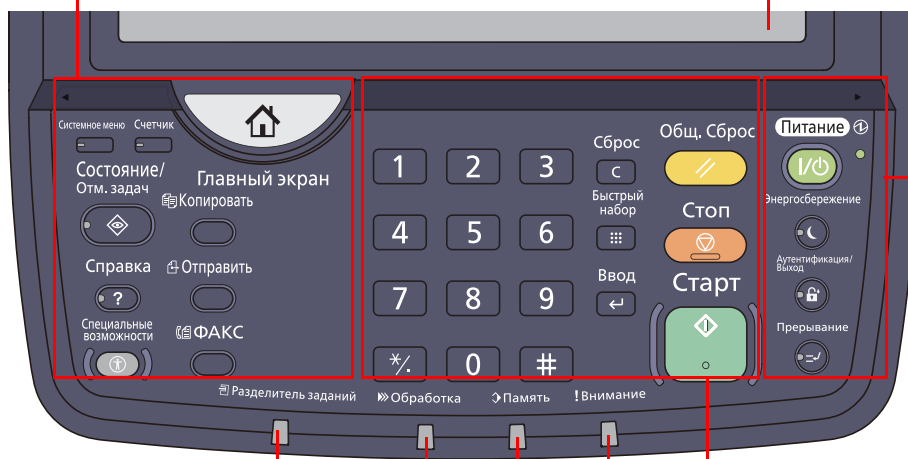 Системное меню
Счетчик
Состояние/
Отм. задач
Главный экран
Копировать
Справка
Отправить
?
Специальные
возможности
ФАКС
1
2
3
4
5
6
7
8
9
*/.
0
#
Сброс
C
Быстрый
набор
Ввод
Общ. Сброс
Стоп
Старт
Питание
I/
Энергосбережение
Аутентификация/
Выход
Прерывание
Разделитель заданий
Обработка
Память
!Внимание